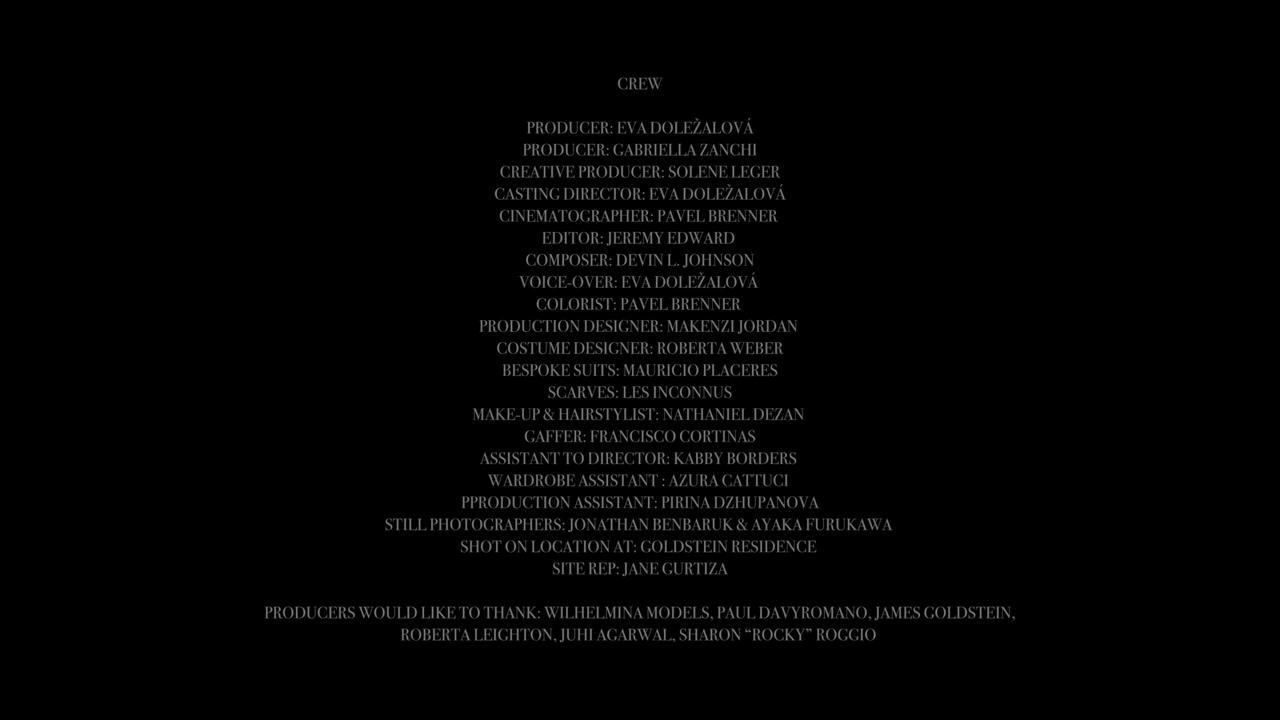 CREW
PRODUCER: EVA DOLEŽALOVÁ
PRODUCER: GABRIELLA ZANCHI
CREATIVE PRODUCER: SOLENE LEGER
CASTING DIRECTOR: EVA DOLEŽALOVÁ
CINEMATOGRAPHER: PAVEL BRENNER
EDITOR: JEREMY EDWARD
COMPOSER: DEVIN L. JOHNSON
VOICE-OVER: EVA DOLEŽALOVÁ
COLORIST: PAVEL BRENNER
PRODUCTION DESIGNER: MAKENZI JORDAN
COSTUME DESIGNER: ROBERTA WEBER
BESPOKE SUITS: MAURICIO PLACERES
SCARVES: LES INCONNUS
MAKE-UP & HAIRSTYLIST: NATHANIEL DEZAN
GAFFER: FRANCISCO CORTINAS
ASSISTANT TO DIRECTOR: KABBY BORDERS
WARDROBE ASSISTANT : AZURA CATTUCI
PPRODUCTION ASSISTANT: PIRINA DZHUPANOVA
STILL PHOTOGRAPHERS: JONATHAN BENBARUK & AYAKA FURUKAWA
SHOT ON LOCATION AT: GOLDSTEIN RESIDENCE
SITE REP: JANE GURTIZA
PRODUCERS WOULD LIKE TO THANK: WILHELMINA MODELS, PAUL DAVYROMANO, JAMES GOLDSTEIN,
ROBERTA LEIGHTON, JUHI AGARWAL, SHARON “ROCKY” ROGGIO